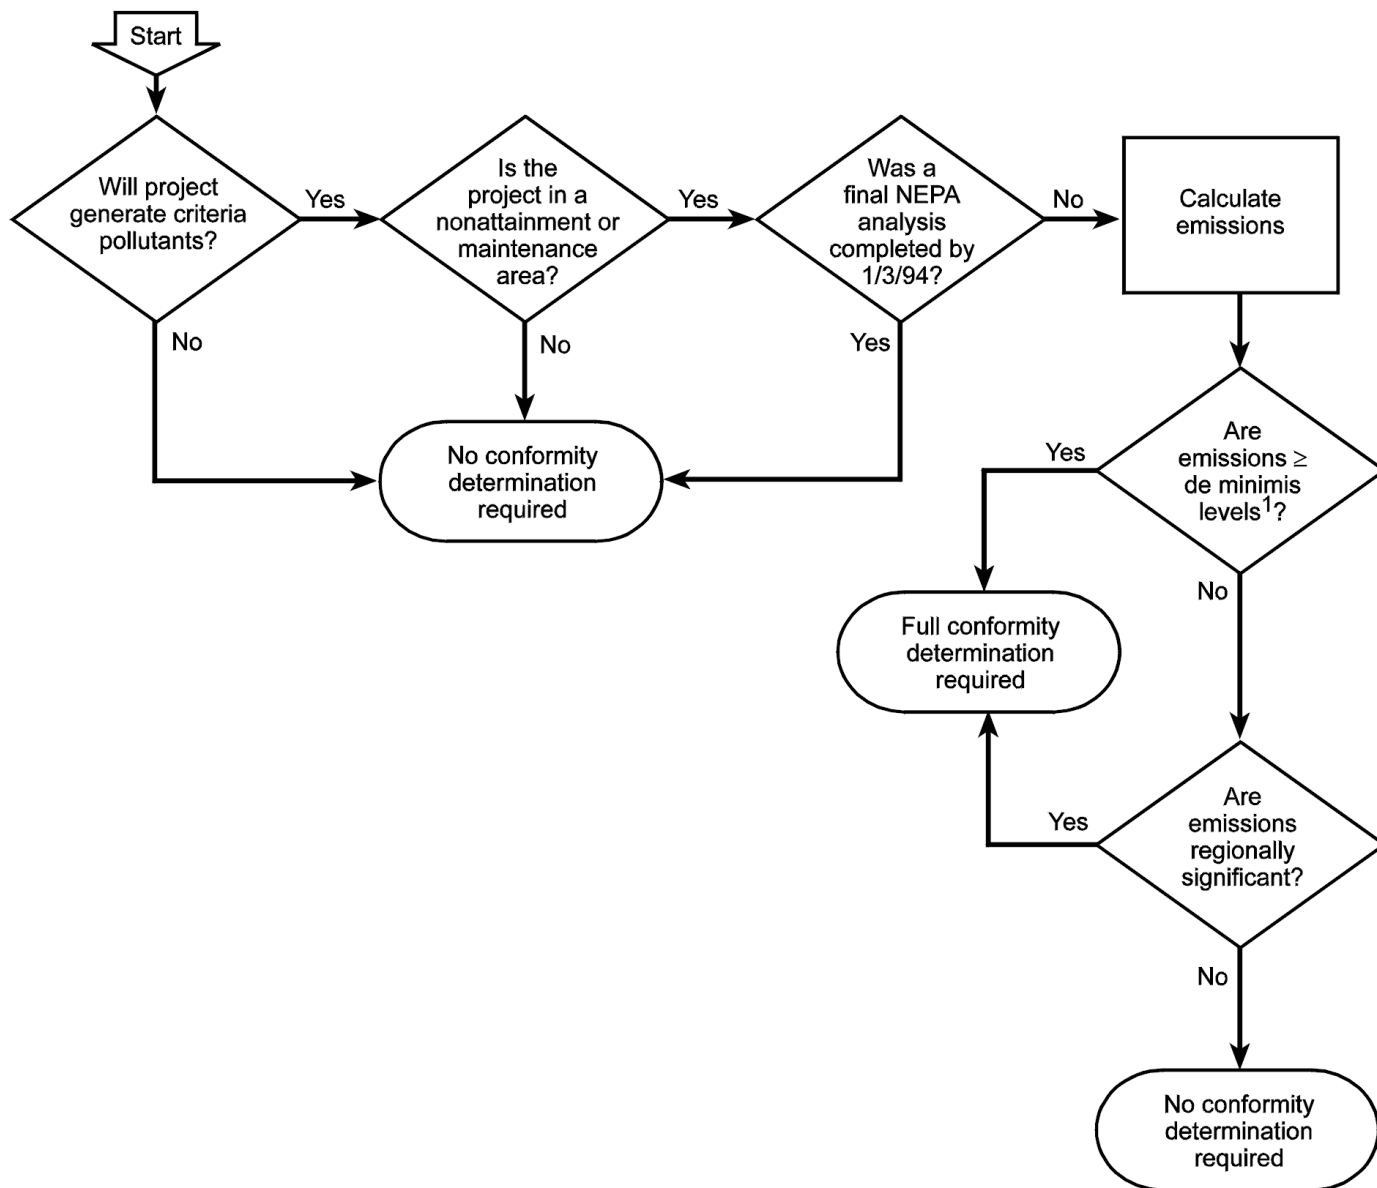 Start
Will project
generate criteria
pollutants?
Yes
No
Is the
project in a
nonattainment or
maintenance
area?
Yes
No
Was a
final NEPA
analysis
completed by
1/3/94?
No
Yes
Calculate
emissions
No conformity
determination
required
Are
emissions ≥
de minimis
levels¹?
Yes
No
Full conformity
determination
required
Are
emissions
regionally
significant?
Yes
No
No conformity
determination
required